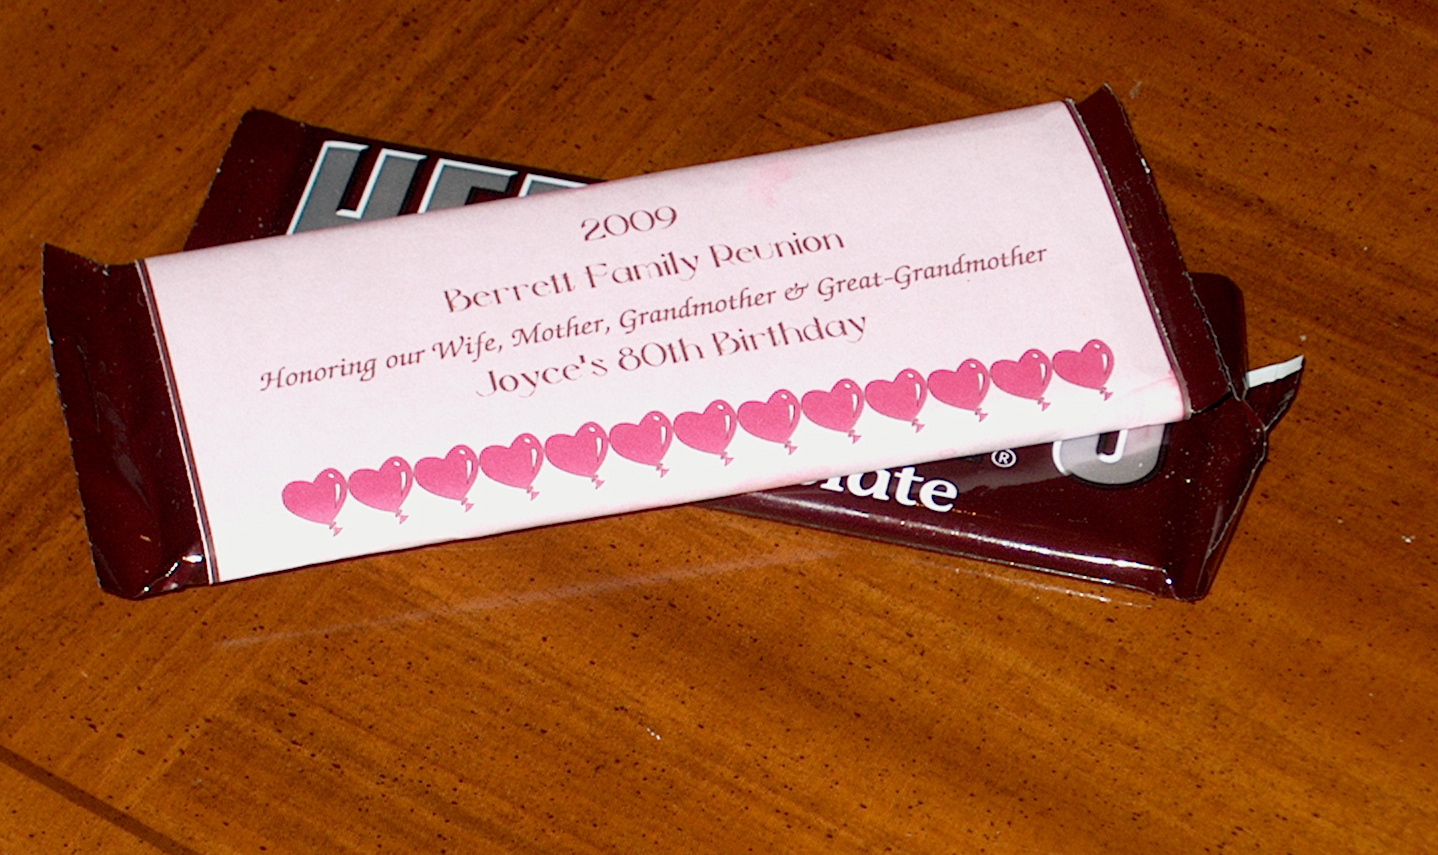 2009
Berrett Family Reunion
Honoring our Wife, Mother, Grandmother & Great-Grandmother
Joyce's 80th Birthday
®